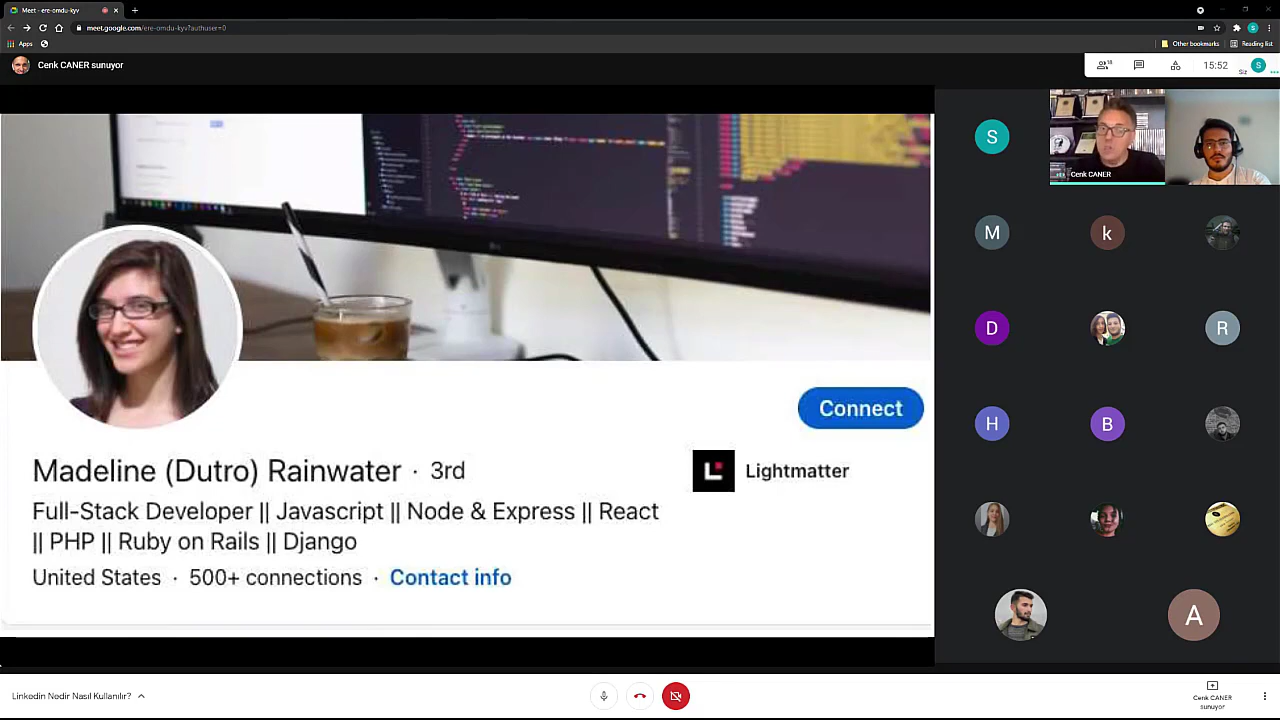 Meet - ere-omdu-kyv
meet.google.com/ere-omdu-kyv?authuser=0
Apps
Other bookmarks
Reading list
Cenk CANER sunuyor
18
15:52
Siz
S
S
S
Cenk CANER
M
k
D
R
H
B
A
Connect
Madeline (Dutro) Rainwater · 3rd
Lightmatter
Full-Stack Developer || Javascript || Node & Express || React
|| PHP || Ruby on Rails || Django
United States · 500+ connections · Contact info
Linkedin Nedir Nasıl Kullanılır?
Cenk CANER
sunuyor